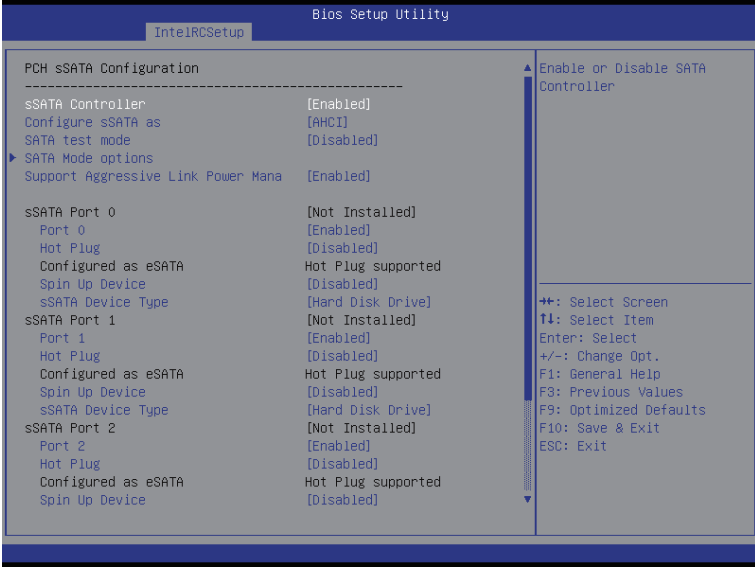 Bios Setup Utility
IntelRCSetup
PCH sSATA Configuration
--------------------------------------------------
sSATA Controller [Enabled]
Configure sSATA as [AHCI]
SATA test mode [Disabled]
SATA Mode options
Support Aggressive Link Power Mana [Enabled]
sSATA Port 0 [Not Installed]
Port 0 [Enabled]
Hot Plug [Disabled]
Configured as eSATA Hot Plug supported
Spin Up Device [Disabled]
sSATA Device Type [Hard Disk Drive]
sSATA Port 1 [Not Installed]
Port 1 [Enabled]
Hot Plug [Disabled]
Configured as eSATA Hot Plug supported
Spin Up Device [Disabled]
sSATA Device Type [Hard Disk Drive]
sSATA Port 2 [Not Installed]
Port 2 [Enabled]
Hot Plug [Disabled]
Configured as eSATA Hot Plug supported
Spin Up Device [Disabled]
Enable or Disable SATA
Controller
→←: Select Screen
↑↓: Select Item
Enter: Select
+/-: Change Opt.
F1: General Help
F3: Previous Values
F9: Optimized Defaults
F10: Save & Exit
ESC: Exit